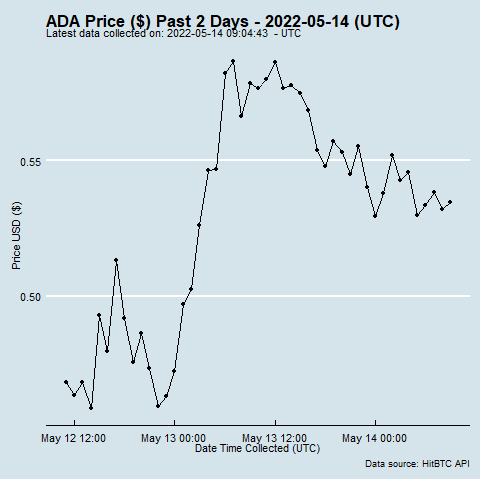 ADA Price ($) Past 2 Days - 2022-05-14 (UTC)
Latest data collected on: 2022-05-14 09:04:43  - UTC
Price USD ($)
0.55
0.50
May 12 12:00 May 13 00:00 May 13 12:00 May 14 00:00
Date Time Collected (UTC)
Data source: HitBTC API